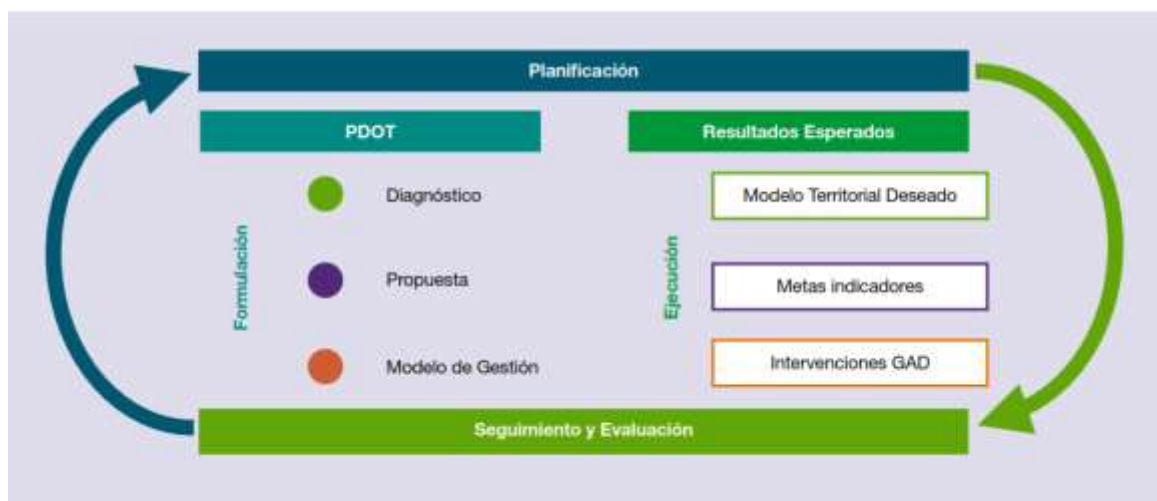 Planificación
PDOT
Resultados Esperados
Formulación
Diagnóstico
Propuesta
Modelo de Gestión
Ejecución
Modelo Territorial Deseado
Metas indicadores
Intervenciones GAD
Seguimiento y Evaluación